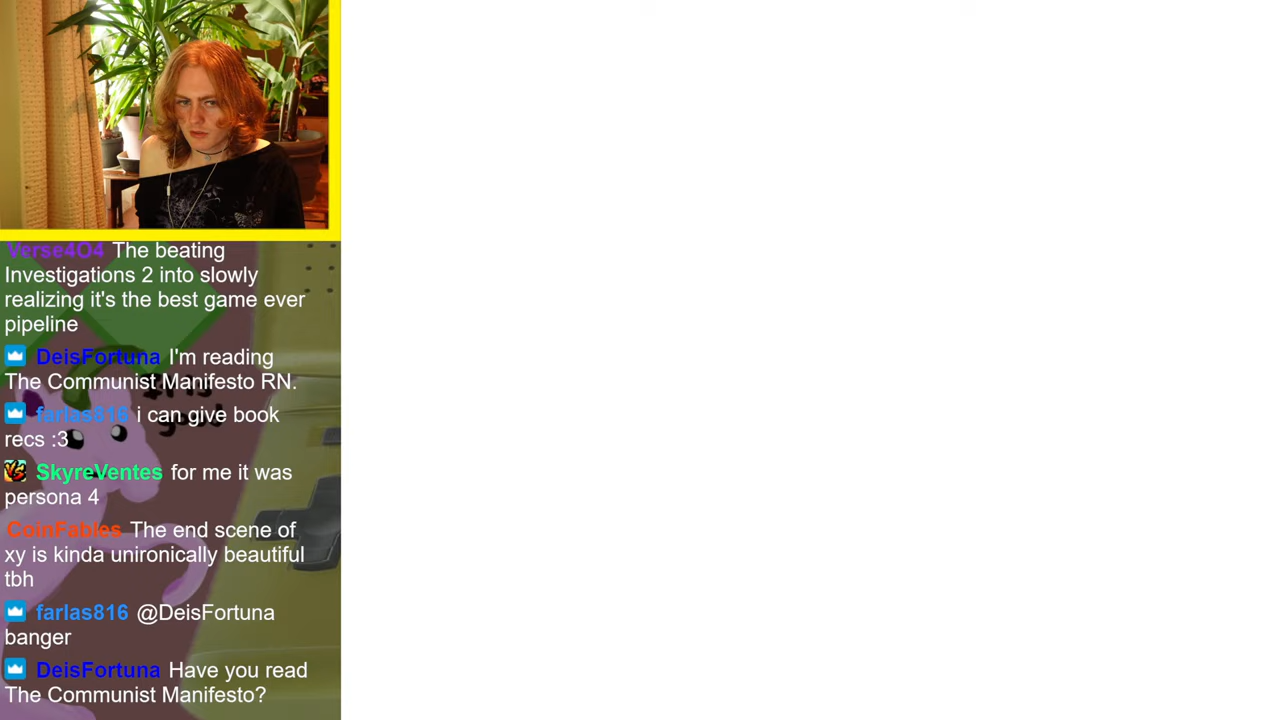 Verse4O4 The beating
Investigations 2 into slowly
realizing it's the best game ever
pipeline
DeisFortuna I'm reading
The Communist Manifesto RN.
farlas816 i can give book
recs :3
SkyreVentes for me it was
persona 4
CoinFables The end scene of
xy is kinda unironically beautiful
tbh
farlas816 @DeisFortuna
banger
DeisFortuna Have you read
The Communist Manifesto?